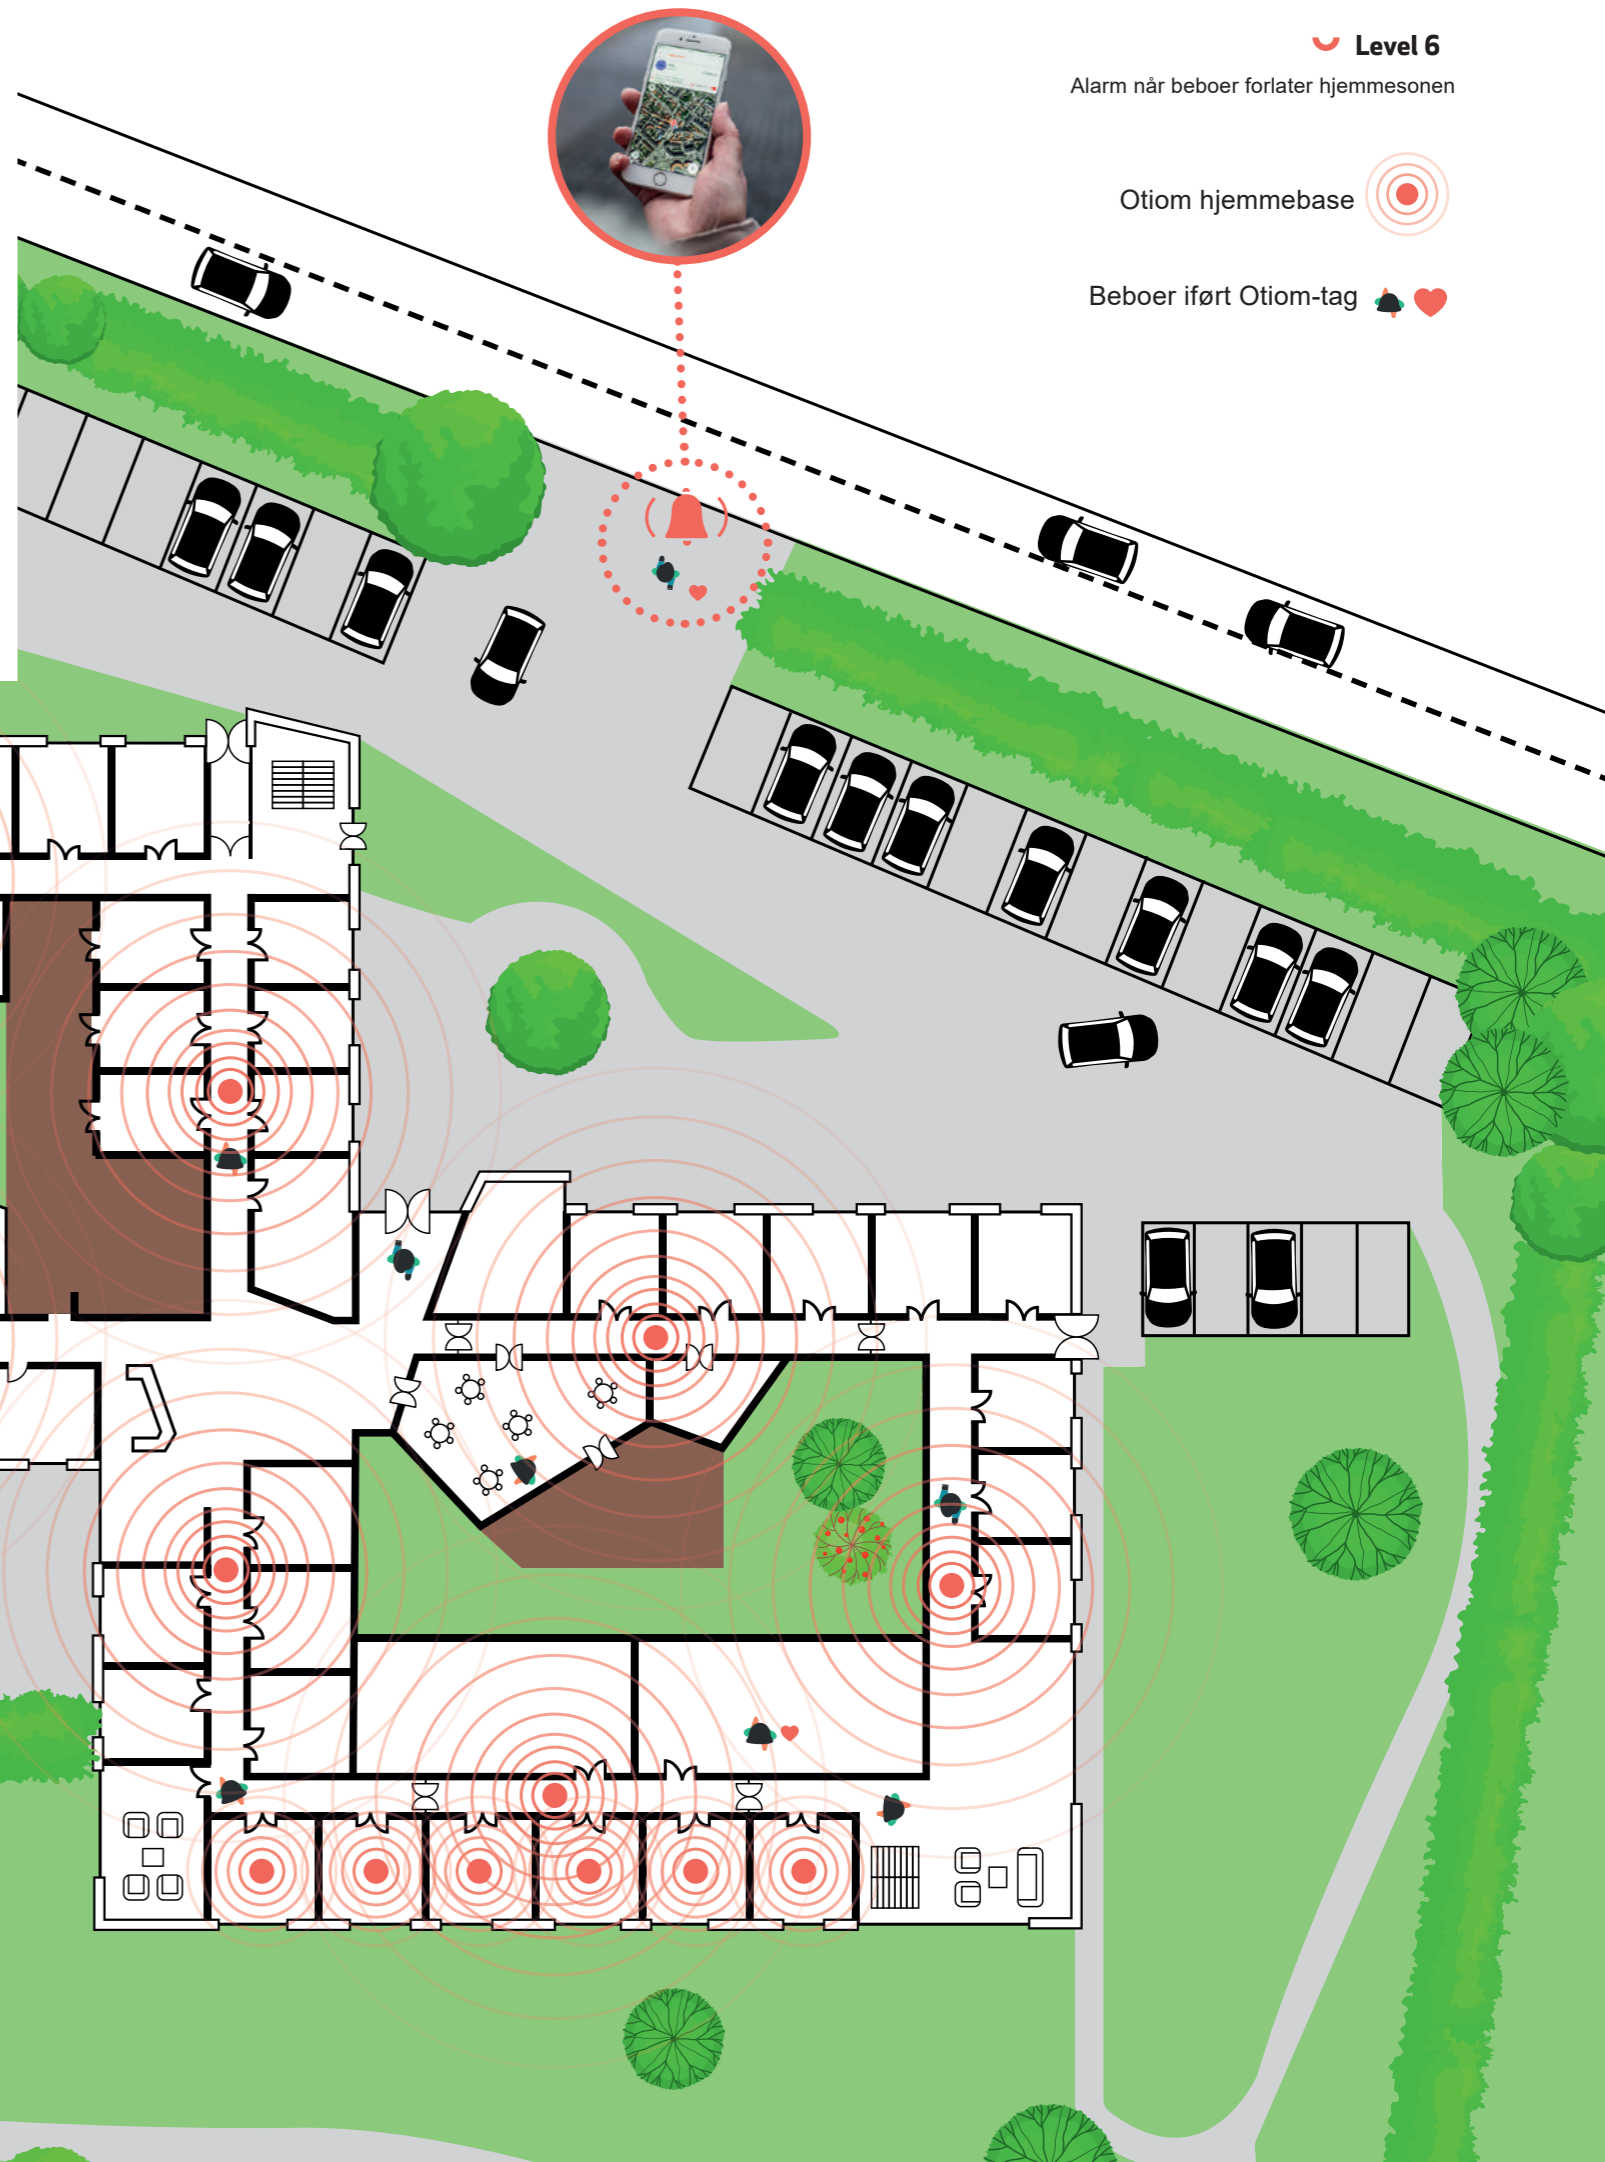 Level 6
Alarm når beboer forlater hjemmesonen
Otiom hjemmebase
Beboer iført Otiom-tag